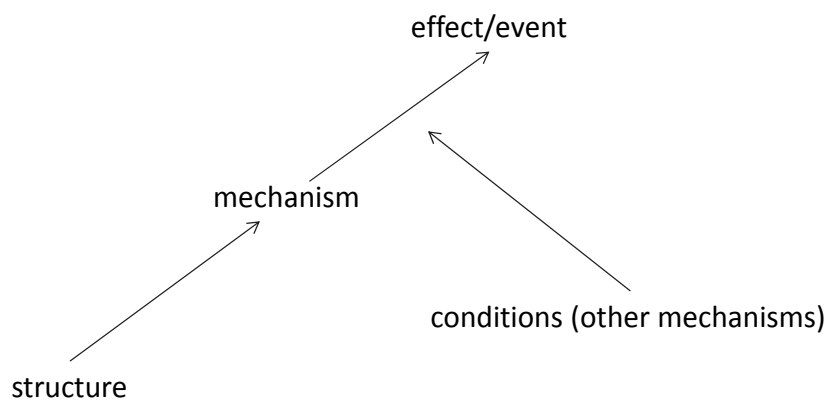 effect/event
mechanism
conditions (other mechanisms)
structure